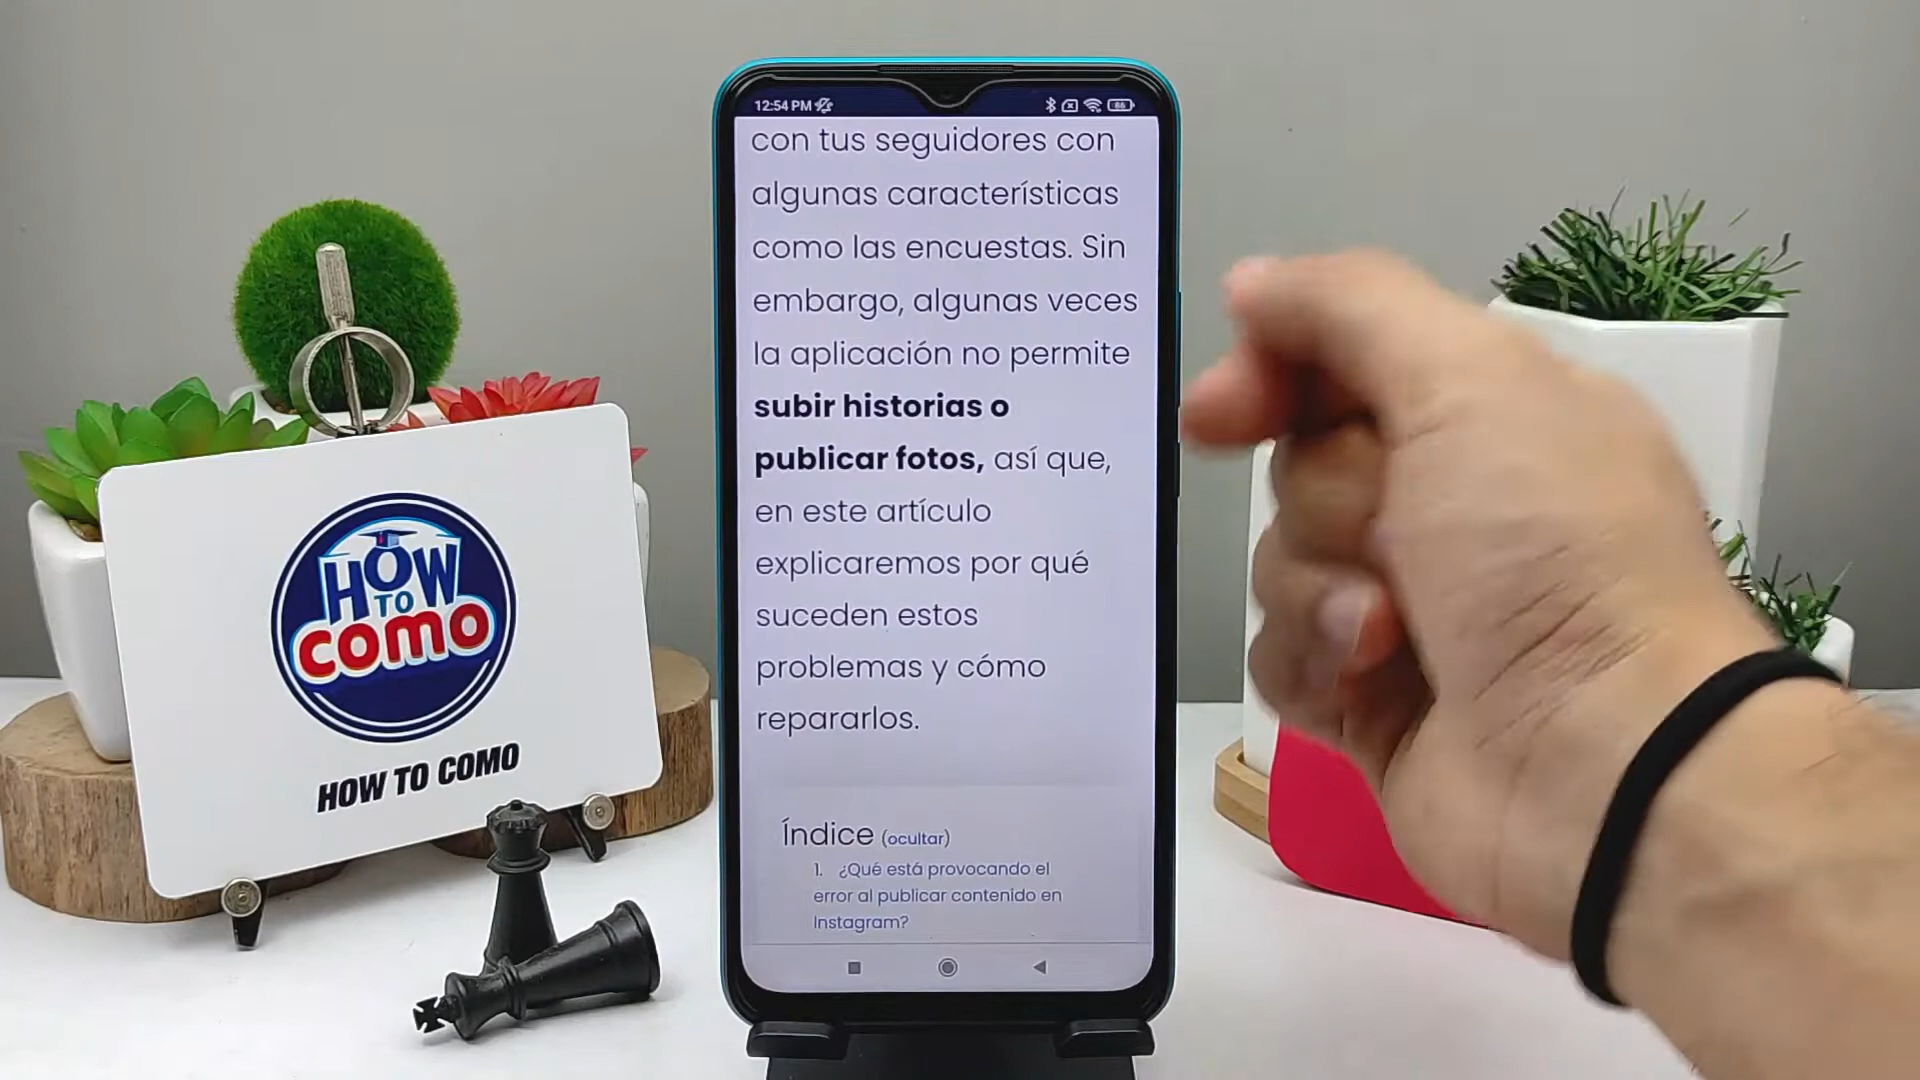 12:54 PM
86
con tus seguidores con
algunas características
como las encuestas. Sin
embargo, algunas veces
la aplicación no permite
subir historias o
publicar fotos, así que,
en este artículo
explicaremos por qué
suceden estos
problemas y cómo
repararlos.
Índice (ocultar)
1. ¿Qué está provocando el
error al publicar contenido en
Instagram?
HOW
TO
como
HOW TO COMO